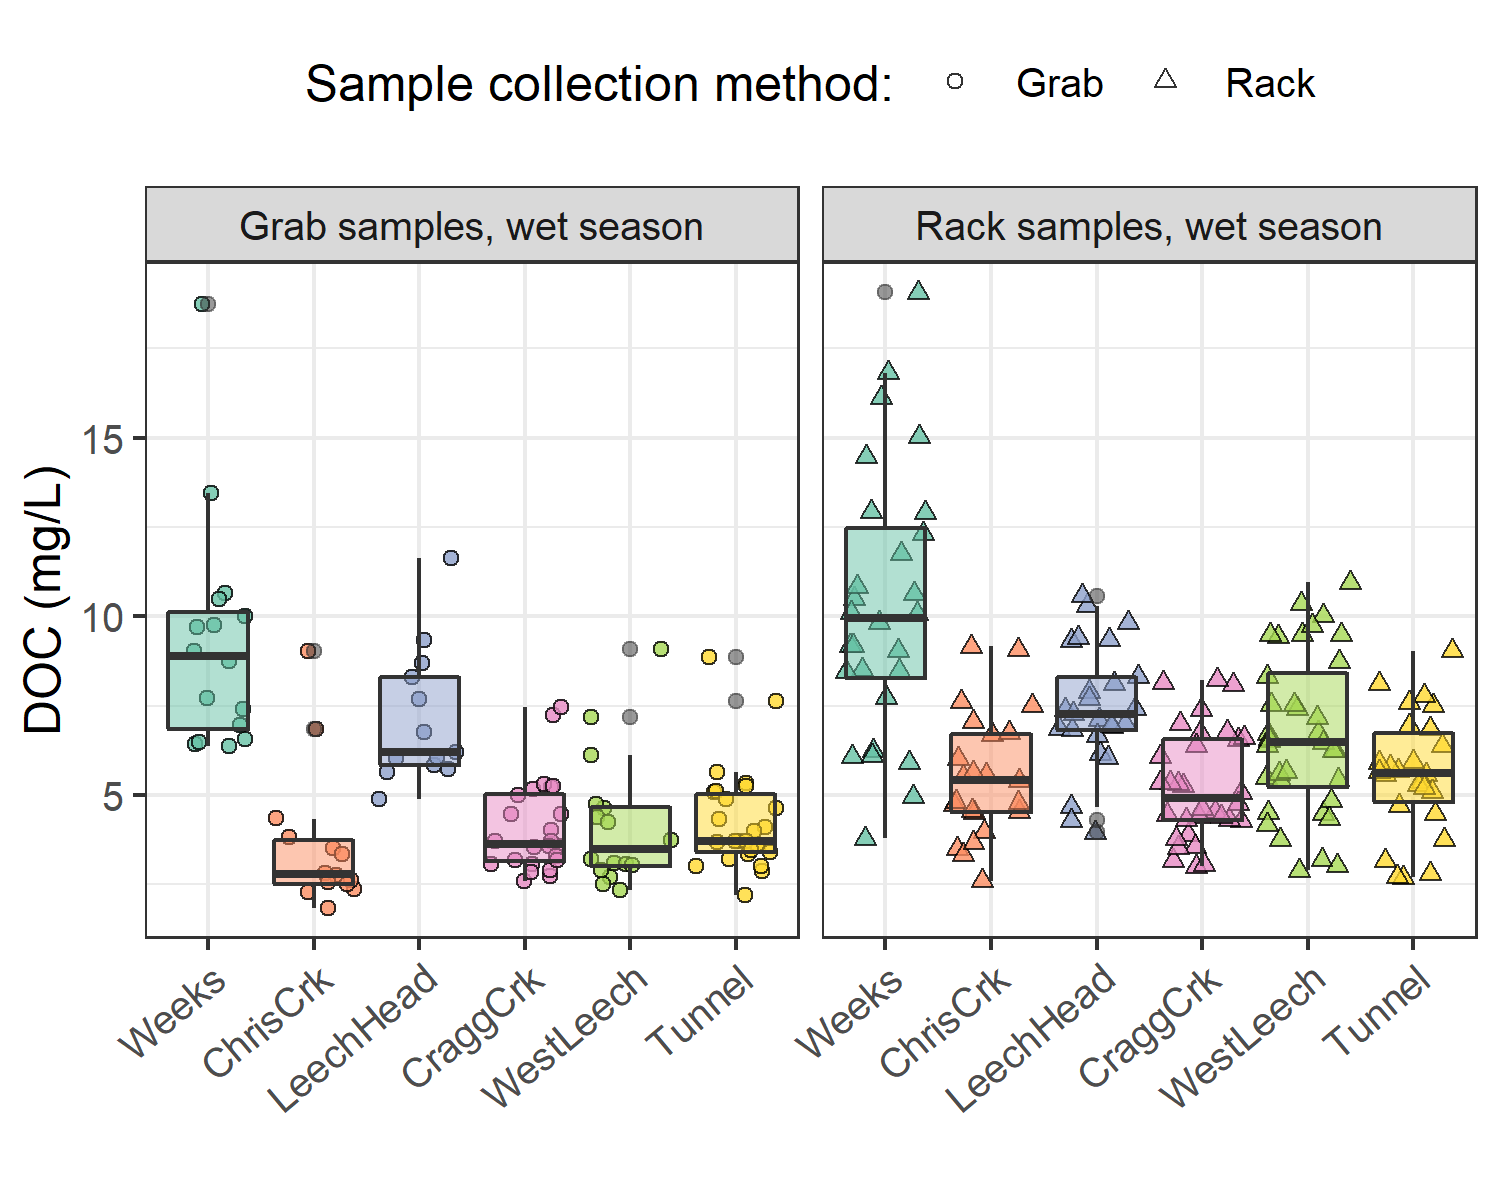 Sample collection method: Grab Rack
Grab samples, wet season Rack samples, wet season
DOC (mg/L)
15
10
5
Weeks ChrisCrk LeechHead CraggCrk WestLeech Tunnel Weeks ChrisCrk LeechHead CraggCrk WestLeech Tunnel